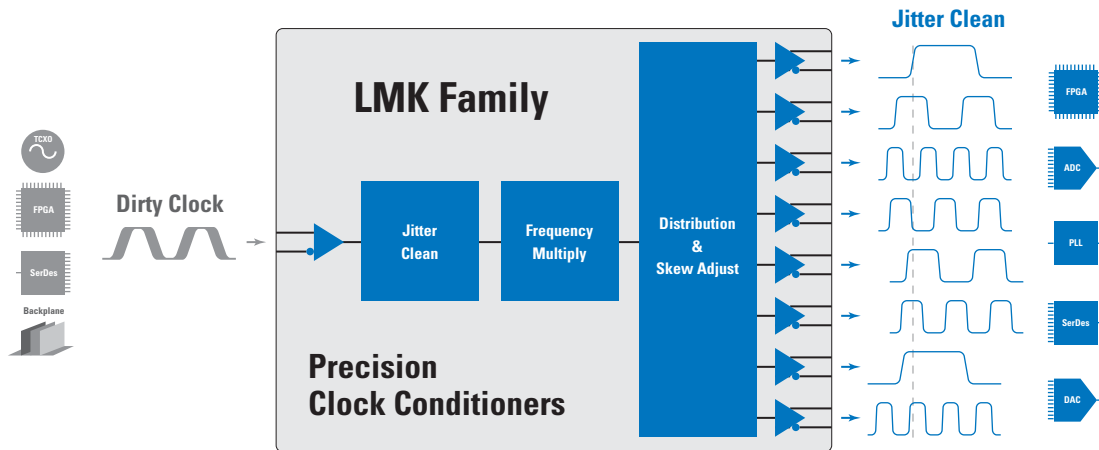 TCXO
FPGA
SerDes
Backplane
Dirty Clock
LMK Family
Jitter
Clean
Frequency
Multiply
Distribution
&
Skew Adjust
Precision
Clock Conditioners
Jitter Clean
FPGA
ADC
PLL
SerDes
DAC